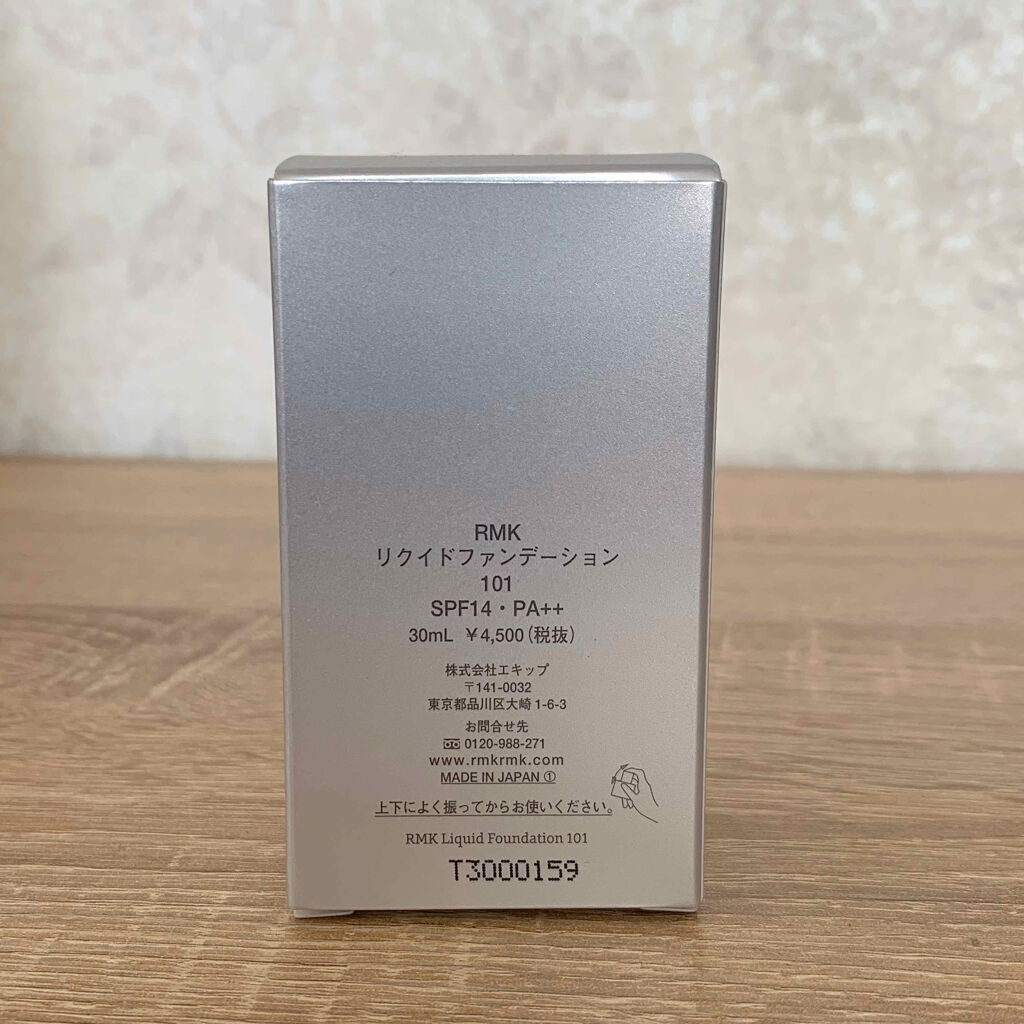 RMK
リクイドファンデーション
101
SPF14・PA++
30mL ￥4,500(税抜)
株式会社エキップ
〒141-0032
東京都品川区大崎1-6-3
お問合せ先
0120-988-271
www.rmkrmk.com
MADE IN JAPAN ①
上下によく振ってからお使いください。
RMK Liquid Foundation 101
T3000159